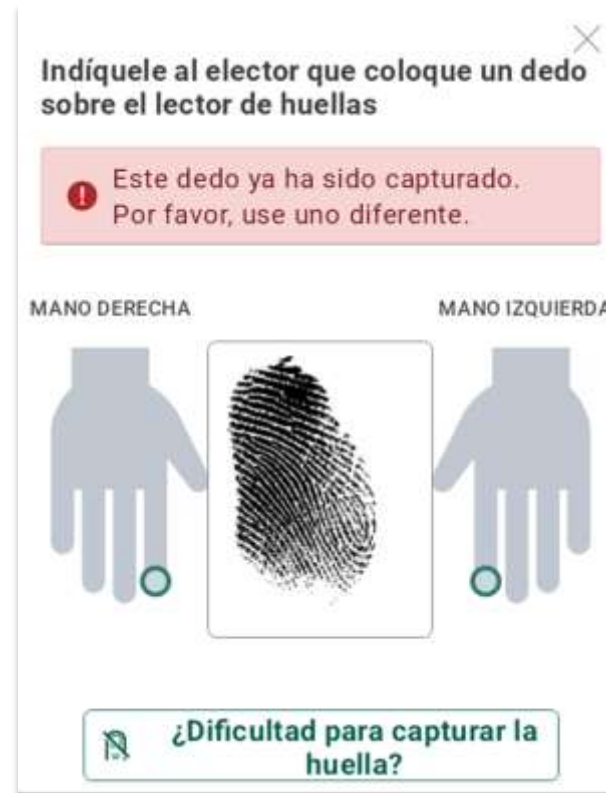 Indíquele al elector que coloque un dedo
sobre el lector de huellas
Este dedo ya ha sido capturado.
Por favor, use uno diferente.
MANO DERECHA
MANO IZQUIERDA
¿Dificultad para capturar la
huella?